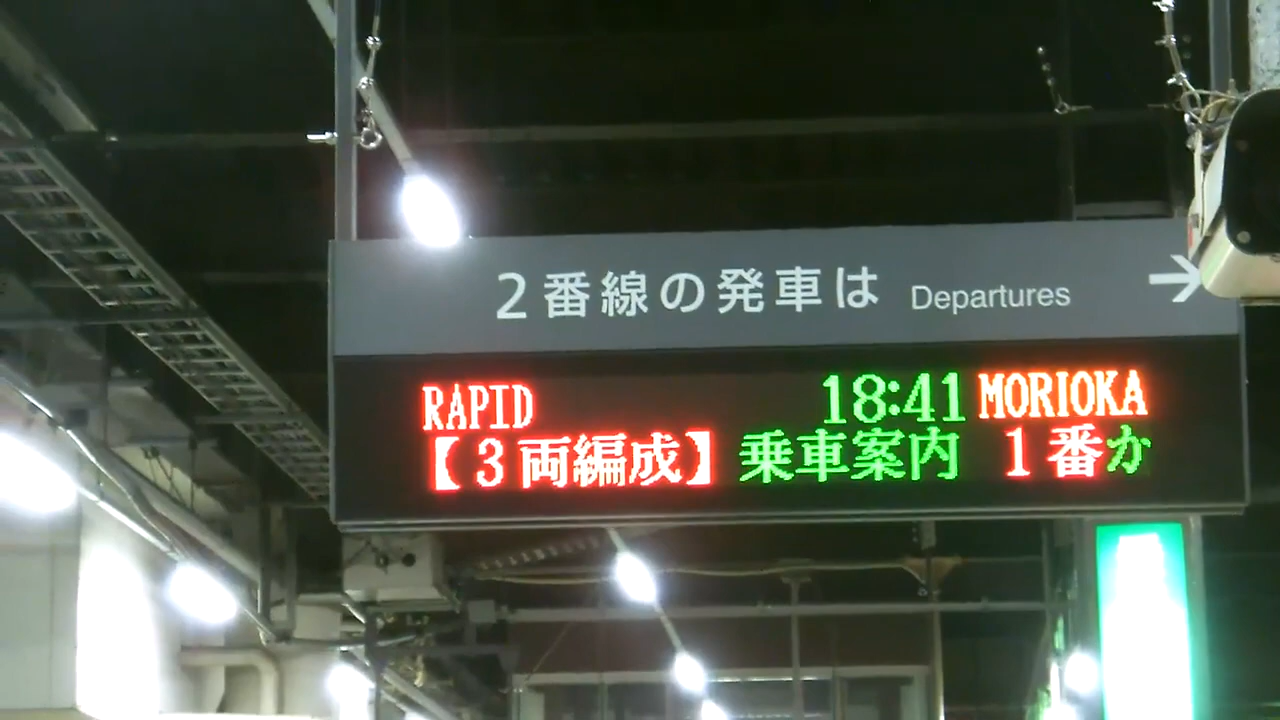 2番線の発車は Departures →
RAPID 18:41 MORIOKA
【3両編成】 乗車案内 1番か